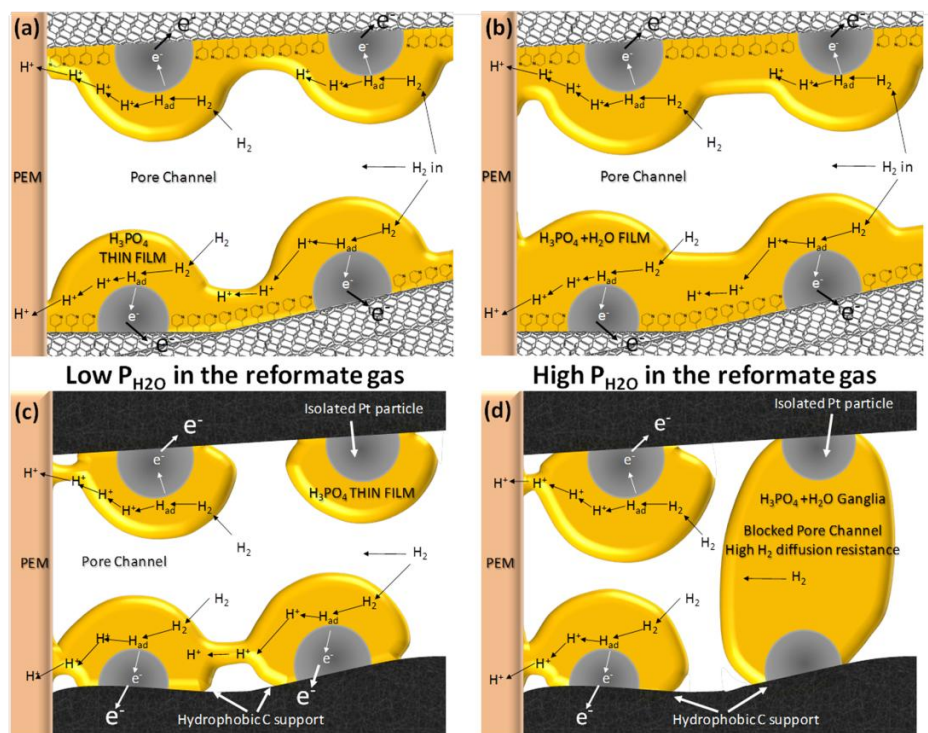 (a)
e⁻
e⁻
e⁻
e⁻
H⁺
H⁺
H⁺
H⁺
H⁺
H_ad
H₂
H⁺
H⁺
H_ad
H₂
H₂
H₂ in
PEM
Pore Channel
H₃PO₄
THIN FILM
H₂
H₂
H_ad
H⁺
H₂
H_ad
H⁺
H⁺
H⁺
H⁺
H⁺
e⁻
e⁻
e⁻
e⁻
(b)
e⁻
e⁻
e⁻
e⁻
H⁺
H⁺
H⁺
H⁺
H_ad
H₂
H⁺
H⁺
H_ad
H₂
H₂
H₂ in
PEM
Pore Channel
H₃PO₄+H₂O FILM
H₂
H₂
H_ad
H⁺
H₂
H_ad
H⁺
H⁺
H⁺
H⁺
H⁺
e⁻
e⁻
e⁻
e⁻
Low P_H2O in the reformate gas
High P_H2O in the reformate gas
(c)
Isolated Pt particle
e⁻
e⁻
H⁺
H⁺
H⁺
H⁺
H_ad
H₂
H₂
H₃PO₄ THIN FILM
PEM
Pore Channel
H₂
H₂
H₂
H_ad
H⁺
H₂
H_ad
H⁺
H⁺
H⁺
H⁺
H⁺
e⁻
e⁻
e⁻
e⁻
Hydrophobic C support
(d)
Isolated Pt particle
e⁻
e⁻
H⁺
H⁺
H⁺
H⁺
H_ad
H₂
H₂
H₃PO₄+H₂O Ganglia
Blocked Pore Channel
High H₂ diffusion resistance
H₂
PEM
H₂
H₂
H_ad
H⁺
H⁺
H⁺
e⁻
e⁻
Hydrophobic C support